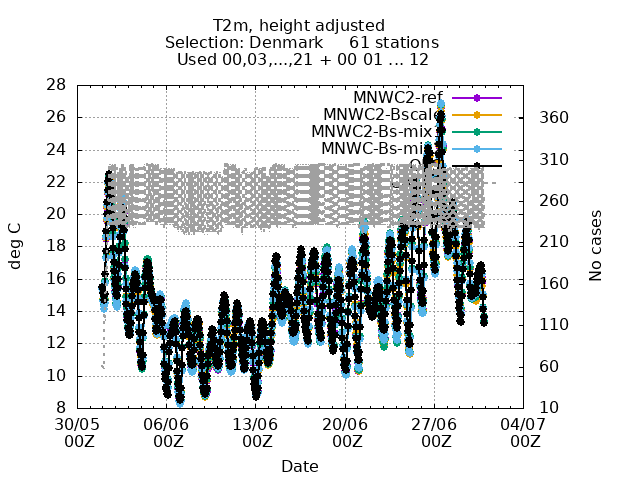 T2m, height adjusted
Selection: Denmark 61 stations
Used 00,03,...,21 + 00 01 ... 12
28
26
24
22
20
18
16
14
12
10
8
deg C
MNWC2-ref
MNWC2-Bscale
MNWC2-Bs-mix
MNWC-Bs-mix
360
310
260
210
160
110
60
10
No cases
30/05 06/06 13/06 20/06 27/06 04/07
00Z 00Z 00Z 00Z 00Z 00Z
Date